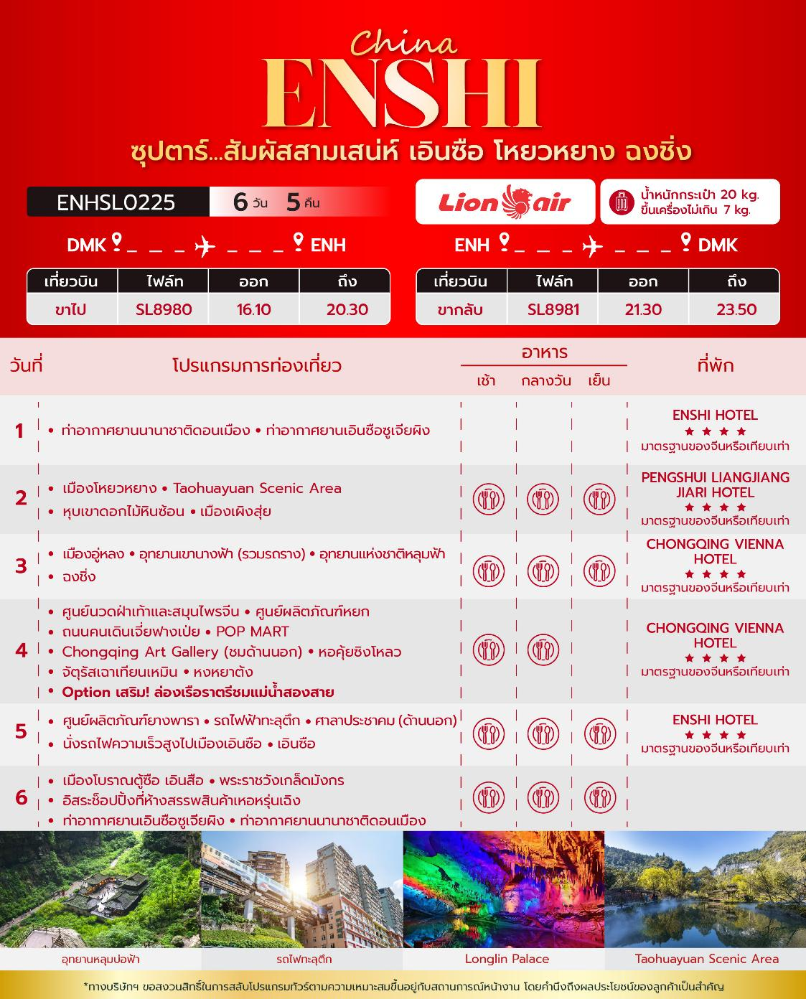 China
ENSHI
ซุปตาร์...สัมผัสสามเสน่ห์ เอินซือ โหยวหยาง ฉงชิ่ง
ENHSL0225
6 วัน 5 คืน
Lion air
น้ำหนักกระเป๋า 20 kg.
ขึ้นเครื่องไม่เกิน 7 kg.
DMK ENH
ENH DMK
เที่ยวบิน ไฟล์ท ออก ถึง
ขาไป SL8980 16.10 20.30
เที่ยวบิน ไฟล์ท ออก ถึง
ขากลับ SL8981 21.30 23.50
วันที่ โปรแกรมการท่องเที่ยว อาหาร ที่พัก
เช้า กลางวัน เย็น
1
• ท่าอากาศยานนานาชาติดอนเมือง • ท่าอากาศยานเอินซือซูเจียผิง
ENSHI HOTEL
มาตรฐานของจีนหรือเทียบเท่า
2
• เมืองโหยวหยาง • Taohuayuan Scenic Area
• หุบเขาดอกไม้หินซ้อน • เมืองเผิงสุ่ย
PENGSHUI LIANGJIANG
JIARI HOTEL
มาตรฐานของจีนหรือเทียบเท่า
3
• เมืองอู่หลง • อุทยานเขานางฟ้า (รวมรถราง) • อุทยานแห่งชาติหลุมฟ้า
• ฉงชิ่ง
CHONGQING VIENNA
HOTEL
มาตรฐานของจีนหรือเทียบเท่า
4
• ศูนย์นวดฝ่าเท้าและสมุนไพรจีน • ศูนย์ผลิตภัณฑ์หยก
• ถนนคนเดินเจี่ยฟางเป่ย • POP MART
• Chongqing Art Gallery (ชมด้านนอก) • หอคุ้ยซิงโหลว
• จัตุรัสเฉาเทียนเหมิน • หงหยาต้ง
• Option เสริม! ล่องเรือราตรีชมแม่น้ำสองสาย
CHONGQING VIENNA
HOTEL
มาตรฐานของจีนหรือเทียบเท่า
5
• ศูนย์ผลิตภัณฑ์ยางพารา • รถไฟฟ้าทะลุตึก • ศาลาประชาคม (ด้านนอก)
• นั่งรถไฟความเร็วสูงไปเมืองเอินซือ • เอินซือ
ENSHI HOTEL
มาตรฐานของจีนหรือเทียบเท่า
6
• เมืองโบราณตู้ซือ เอินสือ • พระราชวังเกล็ดมังกร
• อิสระช็อปปิ้งที่ห้างสรรพสินค้าเหอหรุ่นเฉิง
• ท่าอากาศยานเอินซือซูเจียผิง • ท่าอากาศยานนานาชาติดอนเมือง
อุทยานหลุมบ่อฟ้า
รถไฟทะลุตึก
Longlin Palace
Taohuayuan Scenic Area
*ทางบริษัทฯ ขอสงวนสิทธิ์ในการสลับโปรแกรมทัวร์ตามความเหมาะสมขึ้นอยู่กับสถานการณ์หน้างาน โดยคำนึงถึงผลประโยชน์ของลูกค้าเป็นสำคัญ